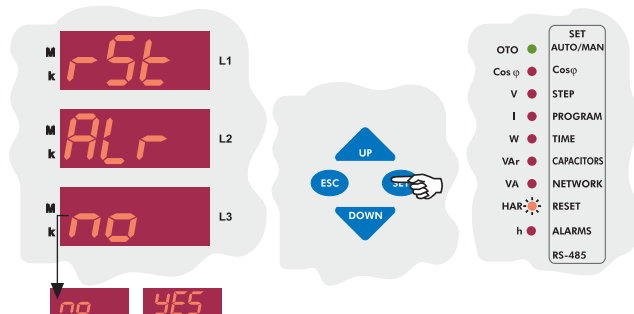 M
k
rSt
L1
M
k
ALr
L2
M
k
no
L3
no YES
UP
ESC SET
DOWN
SET
OTO AUTO/MAN
Cos φ Cosφ
V STEP
I PROGRAM
W TIME
VAr CAPACITORS
VA NETWORK
HAR RESET
h ALARMS
RS-485